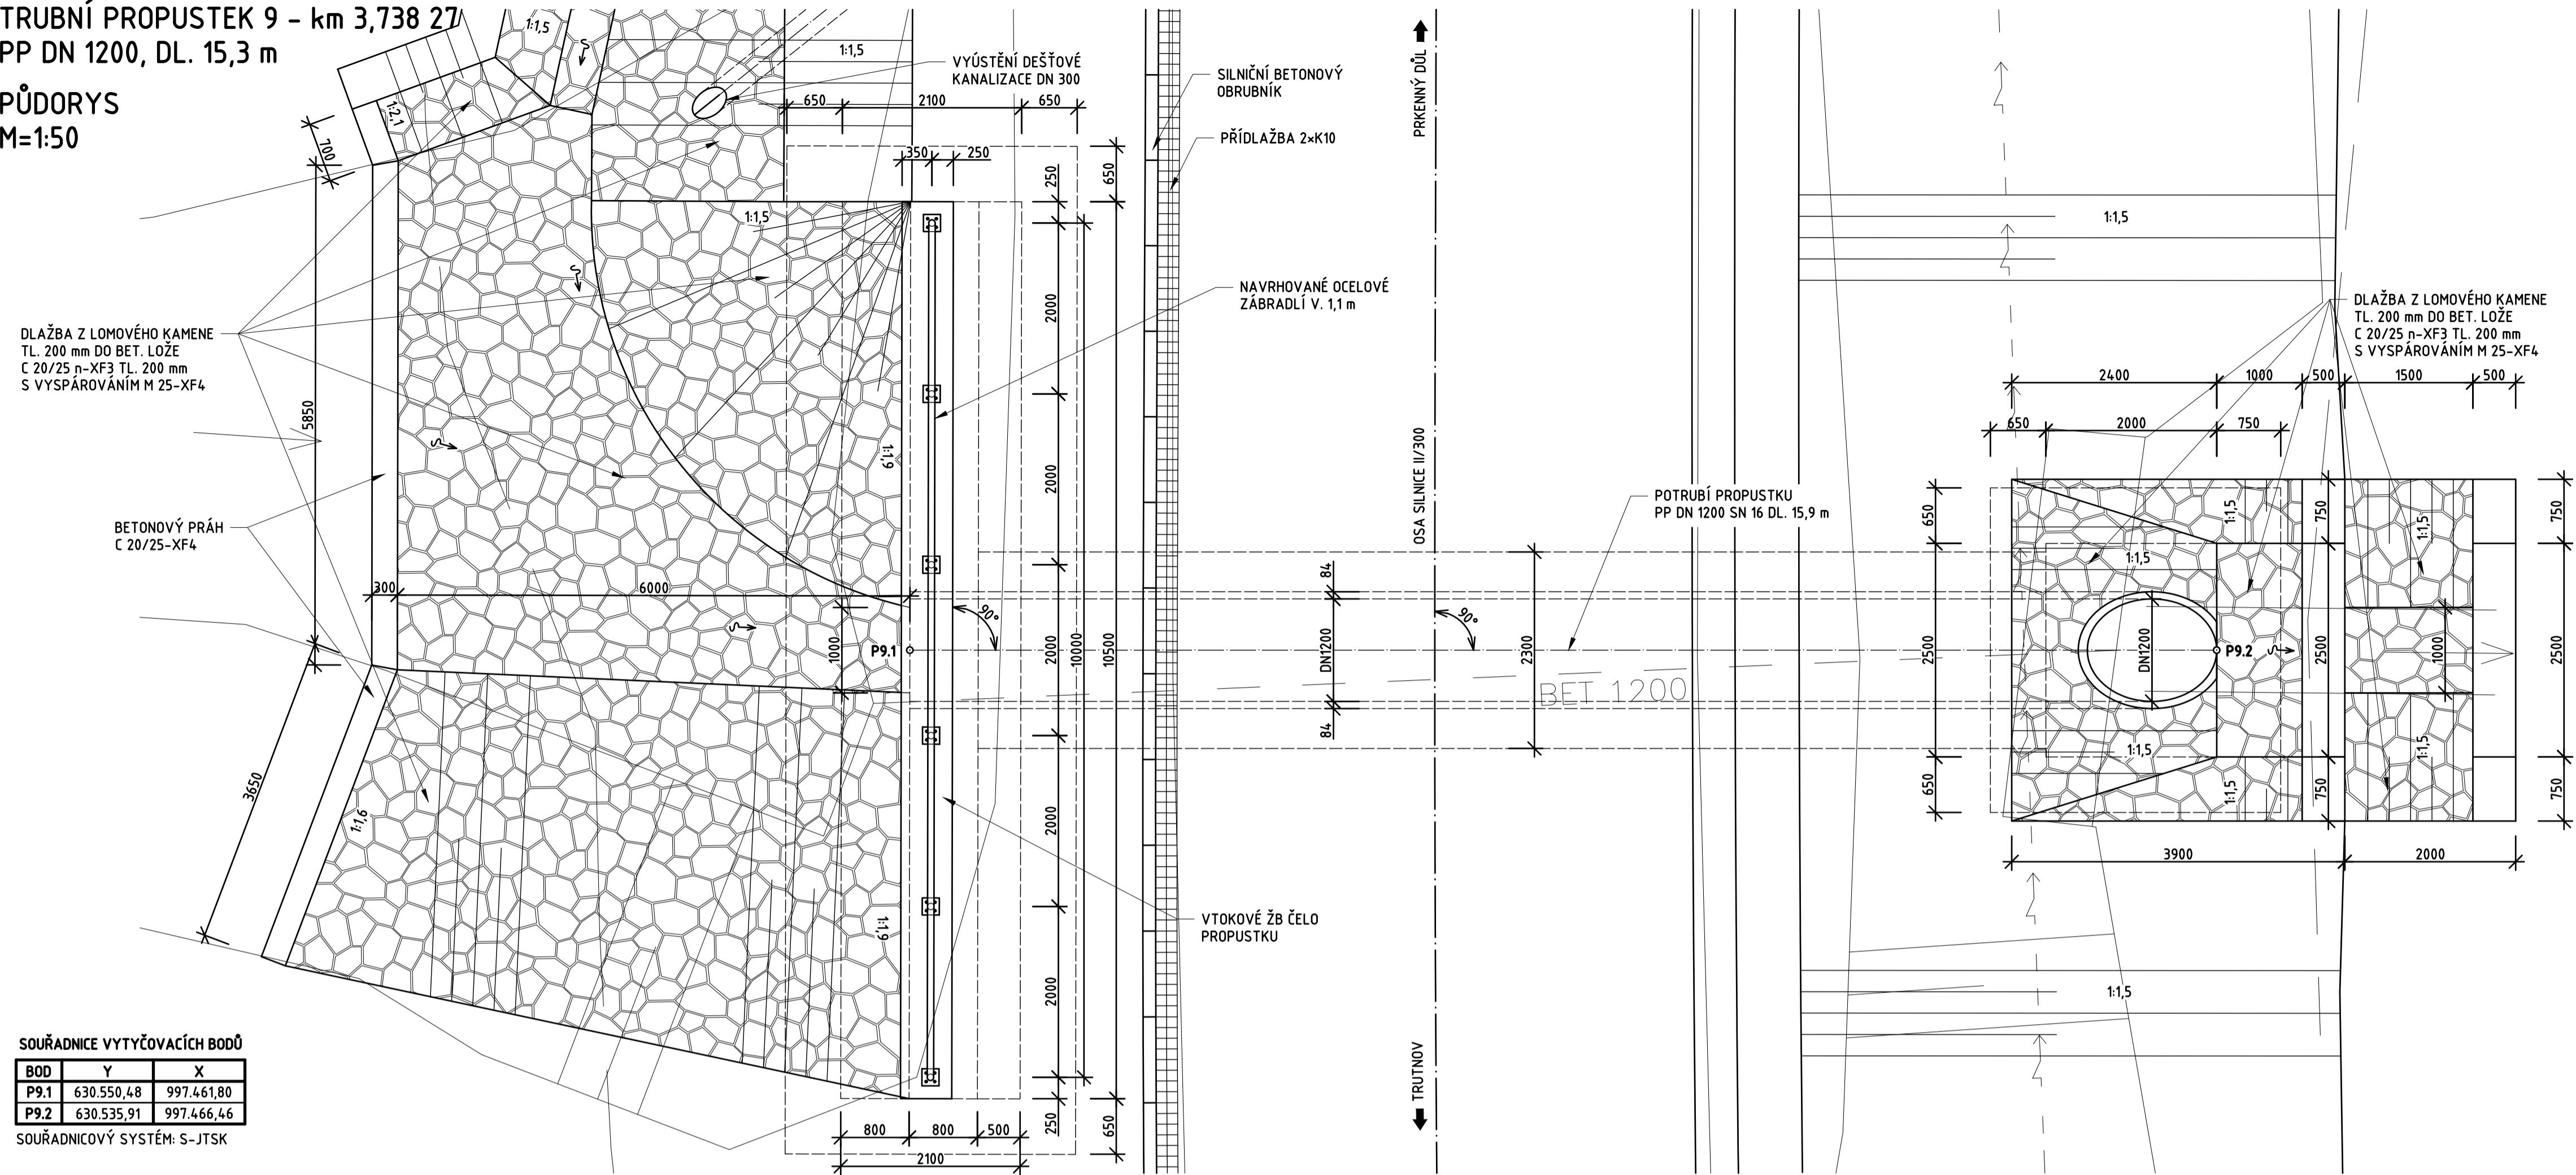 TRUBNÍ PROPUSTEK 9 - km 3,738 27
PP DN 1200, DL. 15,3 m
PŮDORYS
M=1:50
1:1,5
1:2,1
700
1:1,5
VYÚSTĚNÍ DEŠŤOVÉ
KANALIZACE DN 300
650
2100
650
350
250
250
650
SILNIČNÍ BETONOVÝ
OBRUBNÍK
PŘÍDLAŽBA 2×K10
PRKENNÝ DŮL
1:1,5
1:1,5
NAVRHOVANÉ OCELOVÉ
ZÁBRADLÍ V. 1,1 m
2000
DLAŽBA Z LOMOVÉHO KAMENE
TL. 200 mm DO BET. LOŽE
C 20/25 n-XF3 TL. 200 mm
S VYSPÁROVÁNÍM M 25-XF4
DLAŽBA Z LOMOVÉHO KAMENE
TL. 200 mm DO BET. LOŽE
C 20/25 n-XF3 TL. 200 mm
S VYSPÁROVÁNÍM M 25-XF4
2400
1000
500
1500
500
650
2000
750
5850
1:1,9
2000
OSA SILNICE II/300
BETONOVÝ PRÁH
C 20/25-XF4
POTRUBÍ PROPUSTKU
PP DN 1200 SN 16 DL. 15,9 m
650
1:1,5
750
1:1,5
750
1:1,5
300
6000
84
90°
90°
1000
P9.1
2000
10000
10500
DN1200
2300
2500
DN1200
P9.2
2500
1000
2500
BET 1200
84
1:1,5
1:1,5
3650
1:1,6
2000
650
1:1,5
750
750
3900
2000
1:1,9
VTOKOVÉ ŽB ČELO
PROPUSTKU
2000
1:1,5
SOUŘADNICE VYTYČOVACÍCH BODŮ
BOD Y X
P9.1 630.550,48 997.461,80
P9.2 630.535,91 997.466,46
SOUŘADNICOVÝ SYSTÉM: S-JTSK
TRUTNOV
800
800
500
250
650
2100